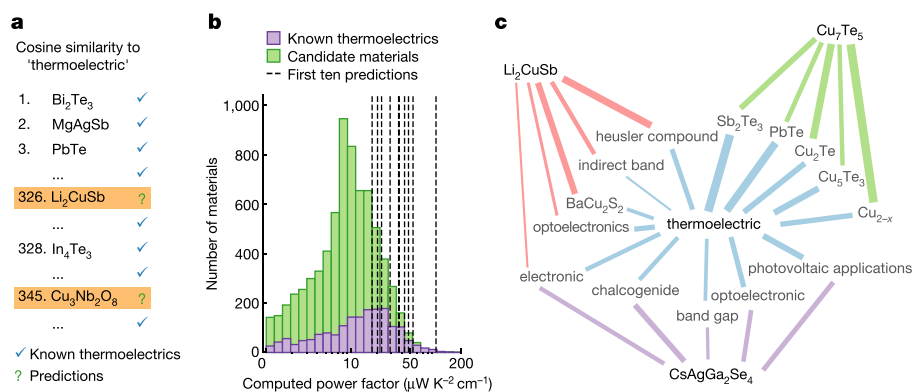 a
Cosine similarity to
'thermoelectric'
1. Bi₂Te₃ ✓
2. MgAgSb ✓
3. PbTe ✓
... ✓
326. Li₂CuSb ?
... ✓
328. In₄Te₃ ✓
... ✓
345. Cu₃Nb₂O₈ ?
... ✓
✓ Known thermoelectrics
? Predictions
b
Known thermoelectrics
Candidate materials
First ten predictions
Number of materials
1,000
800
600
400
200
0
0 10 50 200
Computed power factor (μW K⁻² cm⁻¹)
c
Cu₇Te₅
Li₂CuSb
Sb₂Te₃
heusler compound
PbTe
Cu₂Te
indirect band
Cu₅Te₃
BaCu₂S₂
Cu₂₋ₓ
optoelectronics
thermoelectric
electronic
photovoltaic applications
chalcogenide
optoelectronic
band gap
CsAgGa₂Se₄